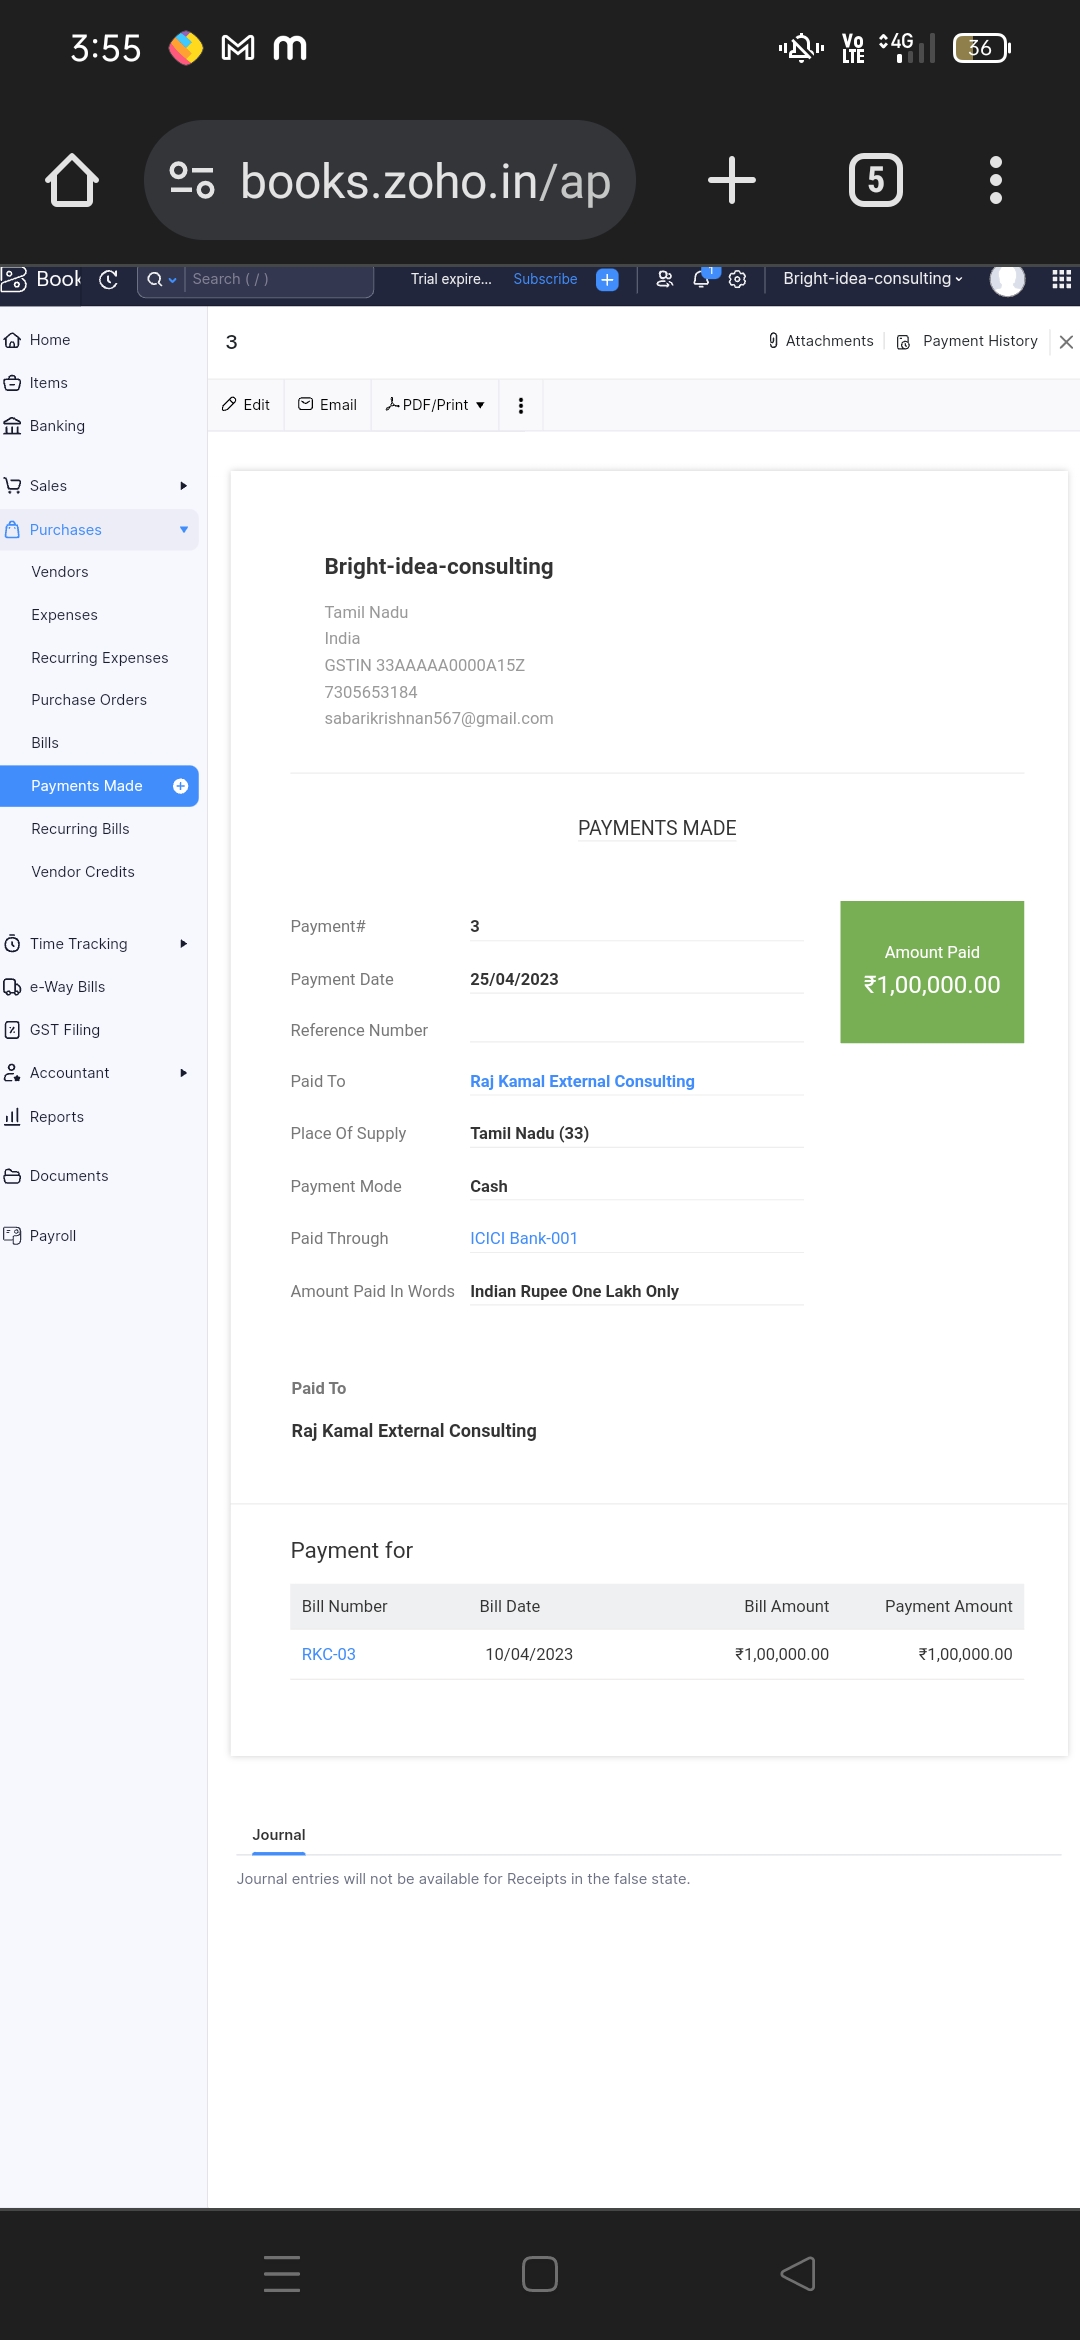 3:55
Vo LTE 4G 36
books.zoho.in/ap
5
Book
Search ( / )
Trial expire...
Subscribe
1
Bright-idea-consulting
Home
Items
Banking
Sales
Purchases
Vendors
Expenses
Recurring Expenses
Purchase Orders
Bills
Payments Made
Recurring Bills
Vendor Credits
Time Tracking
e-Way Bills
GST Filing
Accountant
Reports
Documents
Payroll
3
Attachments
Payment History
Edit
Email
PDF/Print
Bright-idea-consulting
Tamil Nadu
India
GSTIN 33AAAAA0000A15Z
7305653184
sabarikrishnan567@gmail.com
PAYMENTS MADE
Payment# 3
Payment Date 25/04/2023
Reference Number
Paid To Raj Kamal External Consulting
Place Of Supply Tamil Nadu (33)
Payment Mode Cash
Paid Through ICICI Bank-001
Amount Paid In Words Indian Rupee One Lakh Only
Amount Paid
₹1,00,000.00
Paid To
Raj Kamal External Consulting
Payment for
Bill Number Bill Date Bill Amount Payment Amount
RKC-03 10/04/2023 ₹1,00,000.00 ₹1,00,000.00
Journal
Journal entries will not be available for Receipts in the false state.